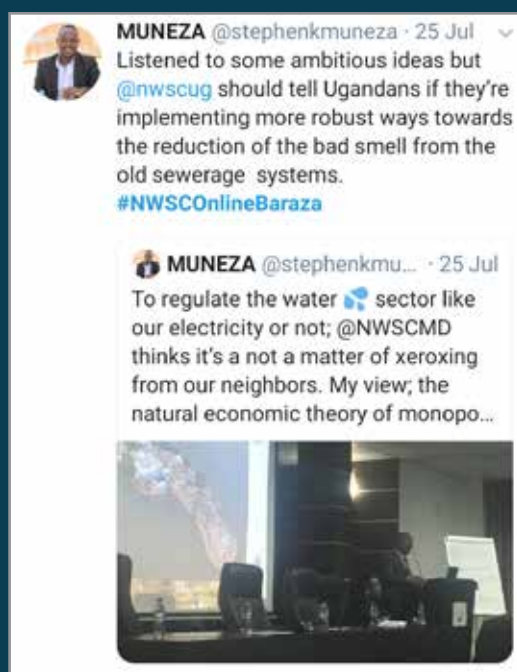 MUNEZA @stephenkmuneza · 25 Jul
Listened to some ambitious ideas but
@nwscug should tell Ugandans if they're
implementing more robust ways towards
the reduction of the bad smell from the
old sewerage systems.
#NWSCOnlineBaraza
MUNEZA @stephenkmu... · 25 Jul
To regulate the water 💦 sector like
our electricity or not; @NWSCMD
thinks it's a not a matter of xeroxing
from our neighbors. My view; the
natural economic theory of monopo...